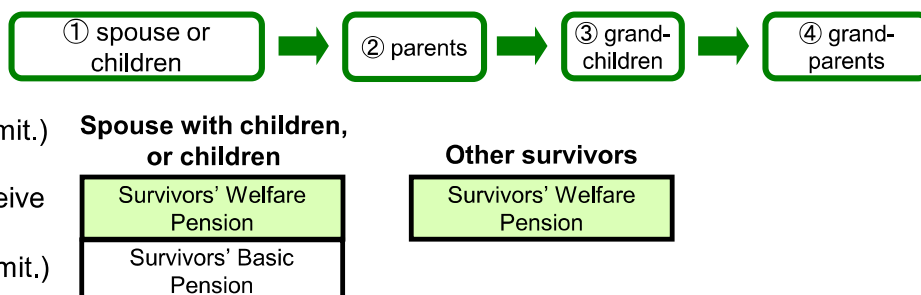 ① spouse or
children
② parents
③ grand-
children
④ grand-
parents
mit.)
eive
mit.)
Spouse with children,
or children
Survivors' Welfare
Pension
Survivors' Basic
Pension
Other survivors
Survivors' Welfare
Pension